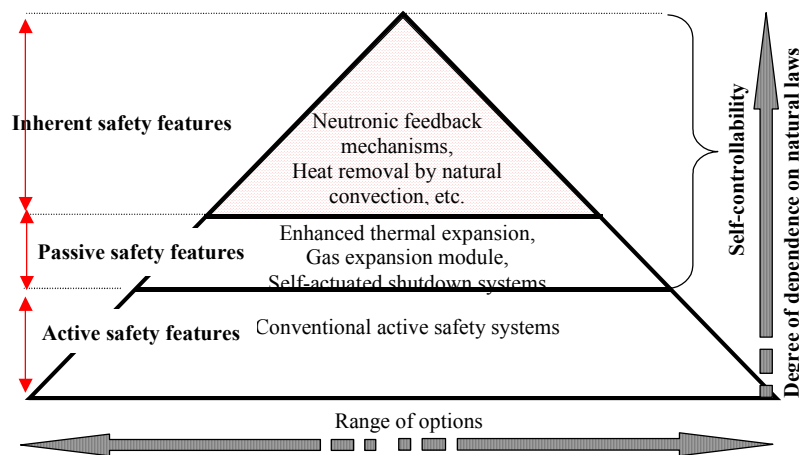 Inherent safety features
Neutronic feedback
mechanisms,
Heat removal by natural
convection, etc.
Passive safety features
Enhanced thermal expansion,
Gas expansion module,
Self-actuated shutdown systems
Active safety features
Conventional active safety systems
Range of options
Self-controllability
Degree of dependence on natural laws